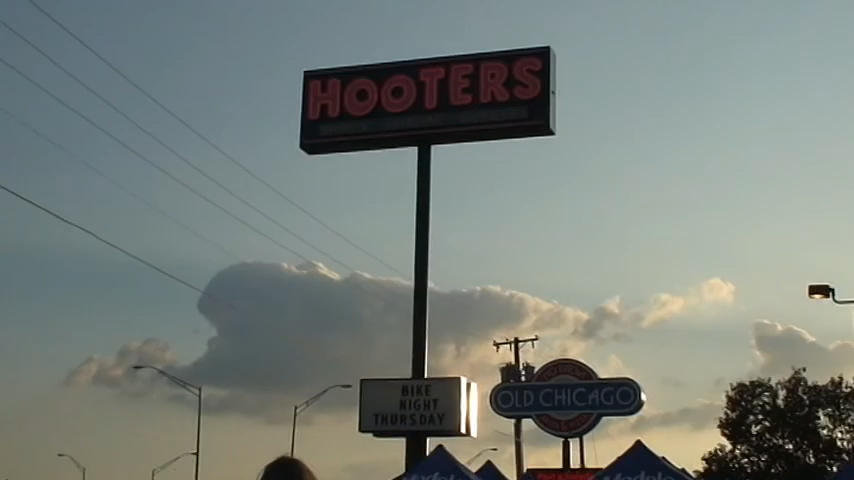 HOOTERS
BIKE
NIGHT
THURSDAY
OLD CHICAGO